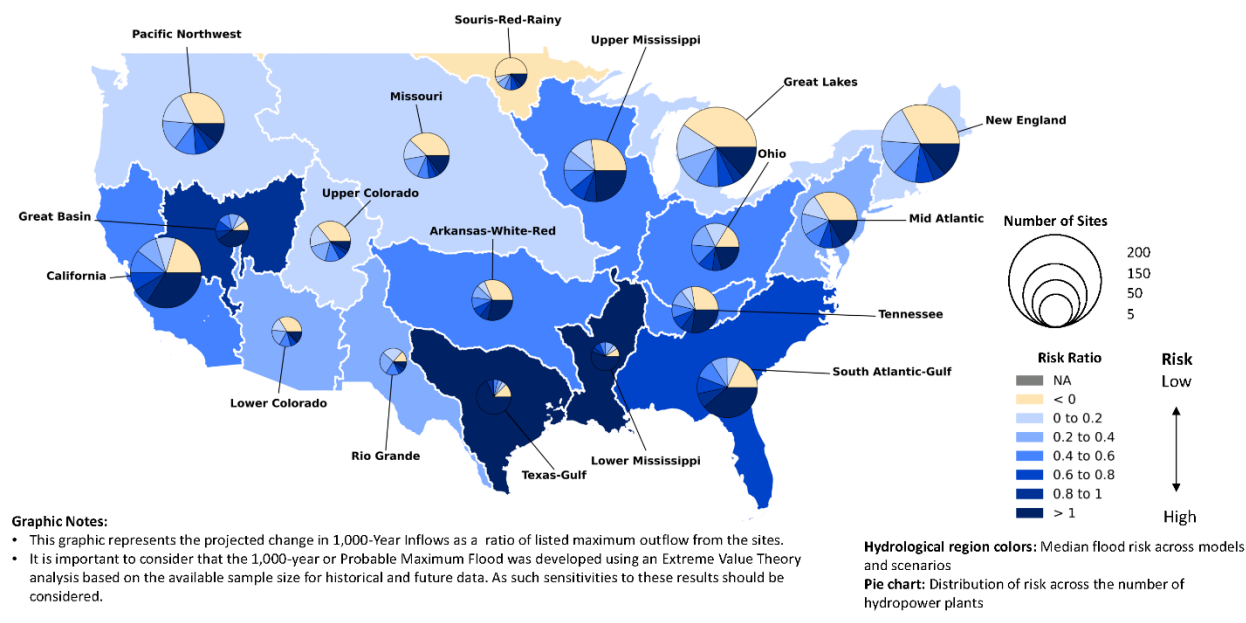 Souris-Red-Rainy
Pacific Northwest
Upper Mississippi
Great Lakes
Missouri
New England
Ohio
Upper Colorado
Great Basin
Arkansas-White-Red
Mid Atlantic
California
Number of Sites
200
150
50
5
Tennessee
Risk Ratio
Risk
NA
Low
< 0
0 to 0.2
0.2 to 0.4
0.4 to 0.6
0.6 to 0.8
0.8 to 1
> 1
High
South Atlantic-Gulf
Lower Colorado
Rio Grande
Texas-Gulf
Lower Mississippi
Graphic Notes:
• This graphic represents the projected change in 1,000-Year Inflows as a ratio of listed maximum outflow from the sites.
• It is important to consider that the 1,000-year or Probable Maximum Flood was developed using an Extreme Value Theory
analysis based on the available sample size for historical and future data. As such sensitivities to these results should be
considered.
Hydrological region colors: Median flood risk across models
and scenarios
Pie chart: Distribution of risk across the number of
hydropower plants